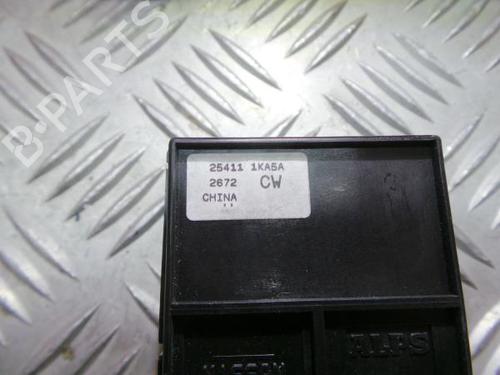 B-PARTS
25411 1KA5A
2672 CW
CHINA
ALPS